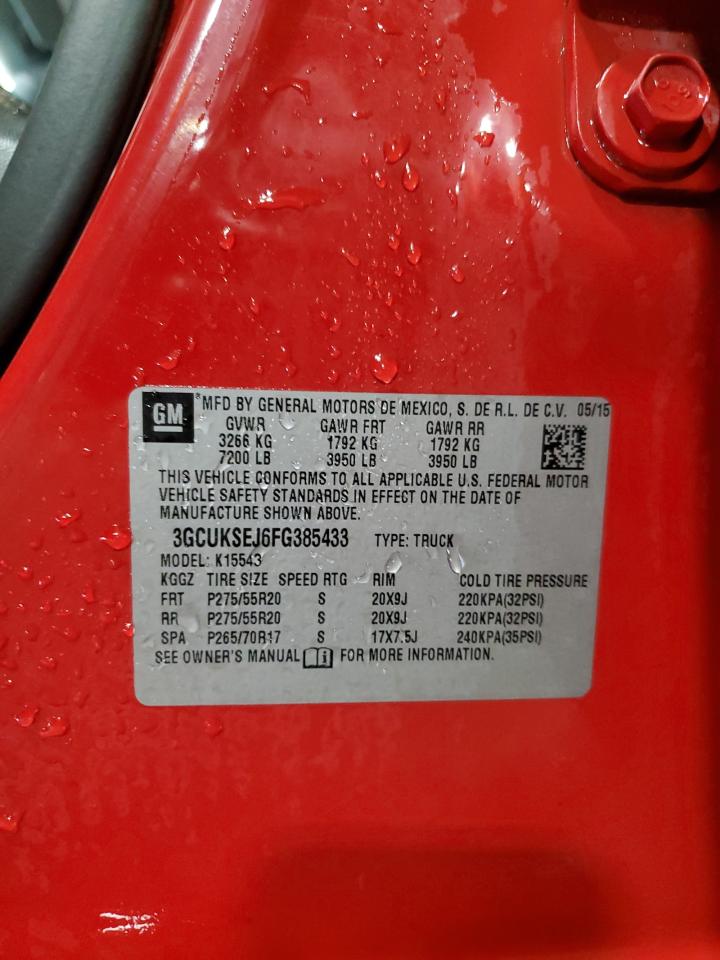 GM
®MFD BY GENERAL MOTORS DE MEXICO, S. DE R.L. DE C.V. 05/15
GVWR GAWR FRT GAWR RR
3266 KG 1792 KG 1792 KG
7200 LB 3950 LB 3950 LB
THIS VEHICLE CONFORMS TO ALL APPLICABLE U.S. FEDERAL MOTOR
VEHICLE SAFETY STANDARDS IN EFFECT ON THE DATE OF
MANUFACTURE SHOWN ABOVE.
3GCUKSEJ6FG385433 TYPE: TRUCK
MODEL: K15543
KGGZ TIRE SIZE SPEED RTG RIM COLD TIRE PRESSURE
FRT P275/55R20 S 20X9J 220KPA(32PSI)
RR P275/55R20 S 20X9J 220KPA(32PSI)
SPA P265/70R17 S 17X7.5J 240KPA(35PSI)
SEE OWNER'S MANUAL i FOR MORE INFORMATION.